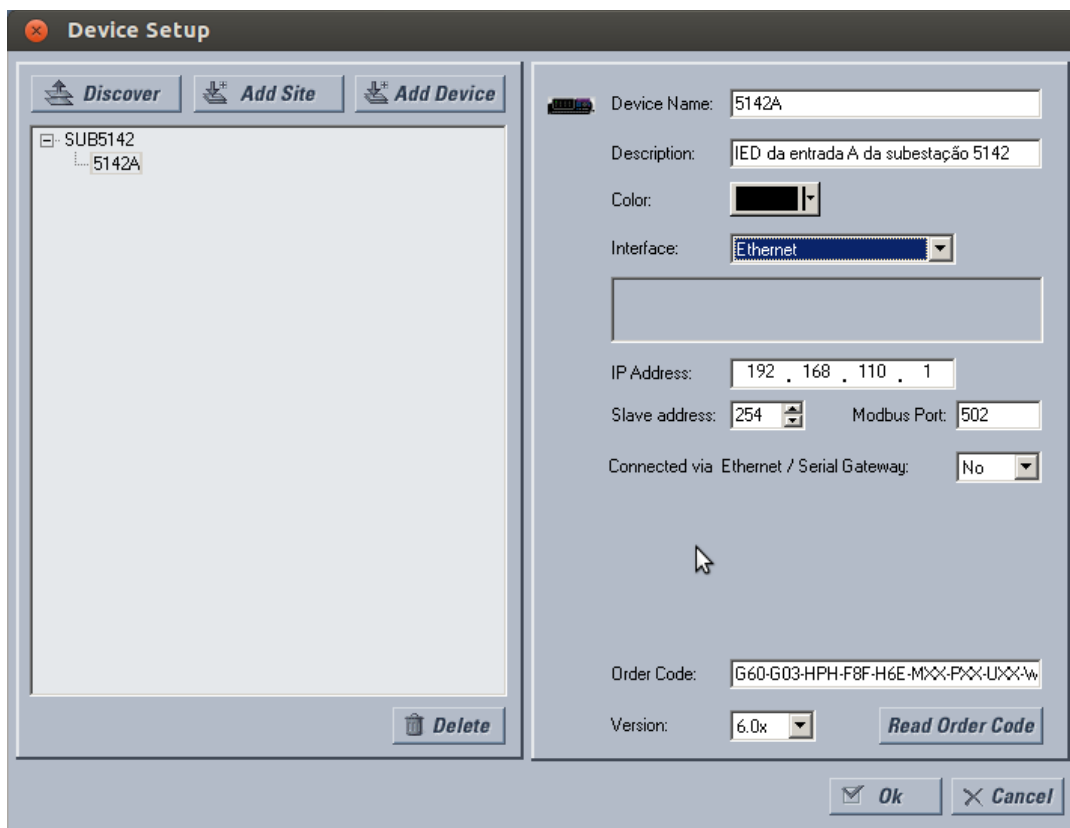 Device Setup
Discover
Add Site
Add Device
SUB5142
5142A
Delete
Device Name: 5142A
Description: IED da entrada A da subestação 5142
Color:
Interface: Ethernet
IP Address: 192 . 168 . 110 . 1
Slave address: 254 Modbus Port: 502
Connected via Ethernet / Serial Gateway: No
Order Code: G60-G03-HPH-F8F-H6E-MXX-PXX-UXX-W
Version: 6.0x Read Order Code
Ok Cancel